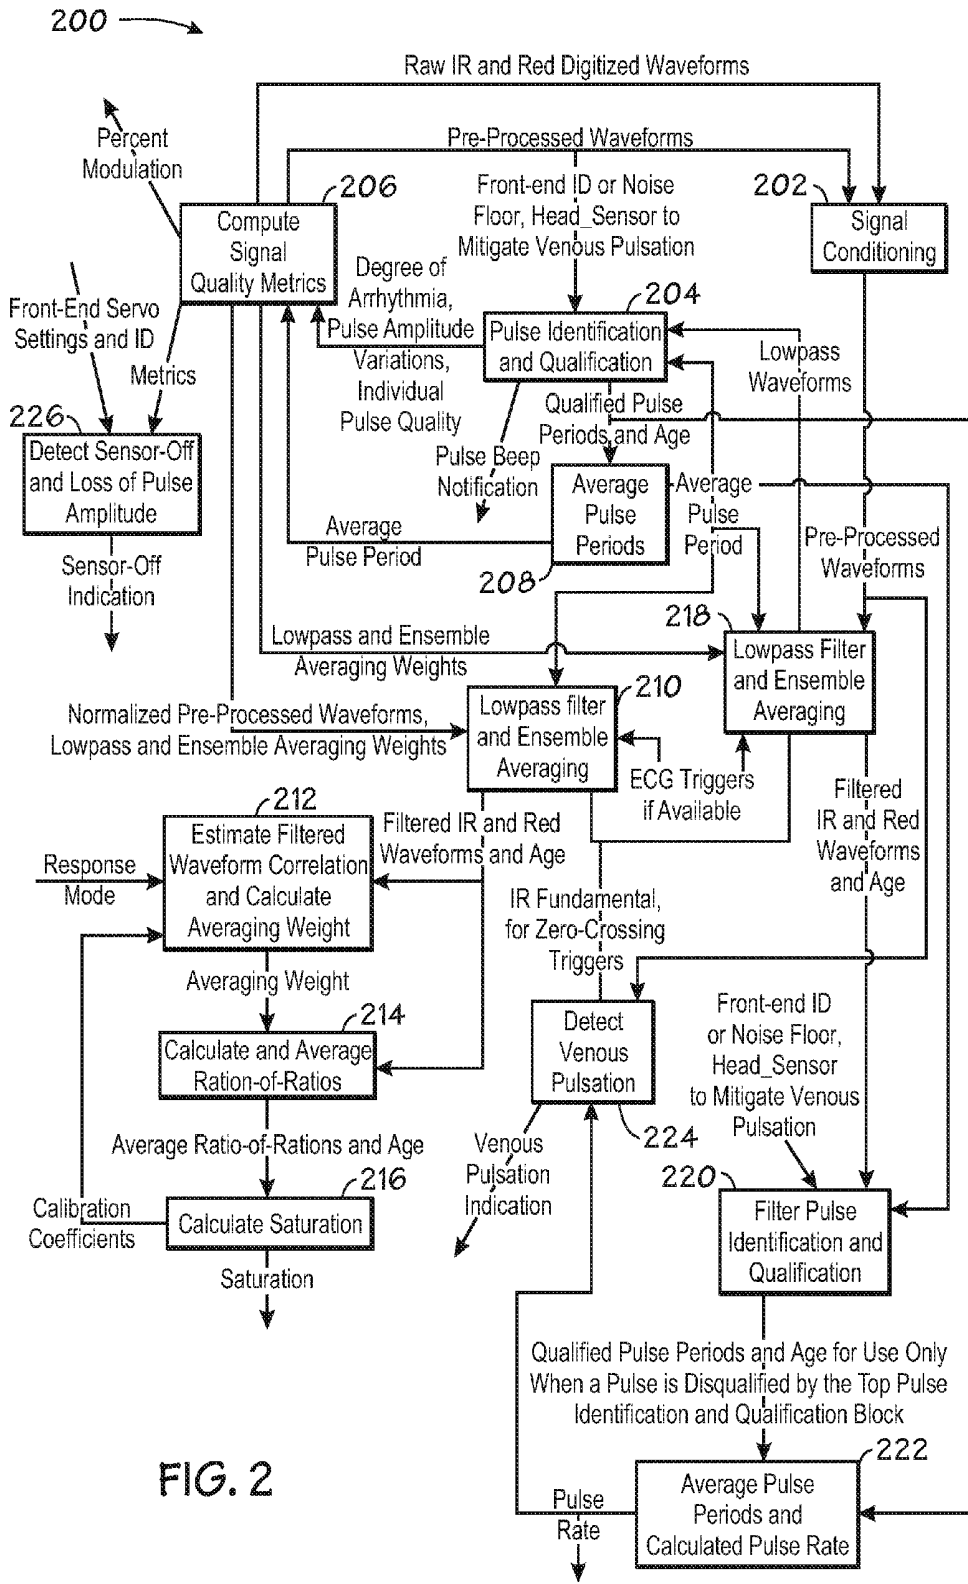 200
Raw IR and Red Digitized Waveforms
Percent
Modulation
Pre-Processed Waveforms
206
Compute
Signal
Quality Metrics
Front-end ID or Noise
Floor, Head_Sensor to
Mitigate Venous Pulsation
202
Signal
Conditioning
Degree of
Arrhythmia,
Pulse Amplitude
Variations,
Individual
Pulse Quality
204
Pulse Identification
and Qualification
Lowpass
Waveforms
Front-End Servo
Settings and ID
Metrics
226
Detect Sensor-Off
and Loss of Pulse
Amplitude
Qualified Pulse
Periods and Age
Pulse Beep
Notification
Average
Pulse
Periods
208
Average
Pulse
Period
Average
Pulse Period
Pre-Processed
Waveforms
Sensor-Off
Indication
218
Lowpass Filter
and Ensemble
Averaging
Lowpass and Ensemble
Averaging Weights
210
Lowpass filter
and Ensemble
Averaging
Normalized Pre-Processed Waveforms,
Lowpass and Ensemble Averaging Weights
ECG Triggers
if Available
212
Estimate Filtered
Waveform Correlation
and Calculate
Averaging Weight
Filtered IR and Red
Waveforms and Age
Filtered
IR and Red
Waveforms
and Age
Response
Mode
IR Fundamental,
for Zero-Crossing
Triggers
Averaging Weight
214
Calculate and Average
Ration-of-Ratios
Detect
Venous
Pulsation
224
Front-end ID
or Noise Floor,
Head_Sensor
to Mitigate Venous
Pulsation
Average Ratio-of-Rations and Age
Venous
Pulsation
Indication
216
Calculate Saturation
Calibration
Coefficients
220
Filter Pulse
Identification and
Qualification
Saturation
Qualified Pulse Periods and Age for Use Only
When a Pulse is Disqualified by the Top Pulse
Identification and Qualification Block
222
Average Pulse
Periods and
Calculated Pulse Rate
Pulse
Rate
FIG. 2